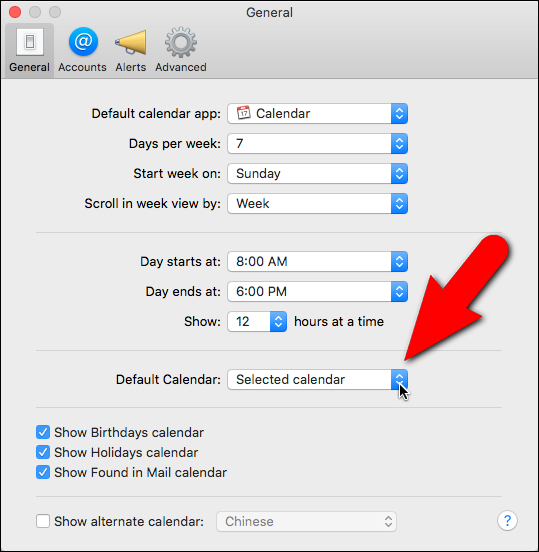 General
General Accounts Alerts Advanced
Default calendar app: 17 Calendar
Days per week: 7
Start week on: Sunday
Scroll in week view by: Week
Day starts at: 8:00 AM
Day ends at: 6:00 PM
Show: 12 hours at a time
Default Calendar: Selected calendar
Show Birthdays calendar
Show Holidays calendar
Show Found in Mail calendar
Show alternate calendar: Chinese ?